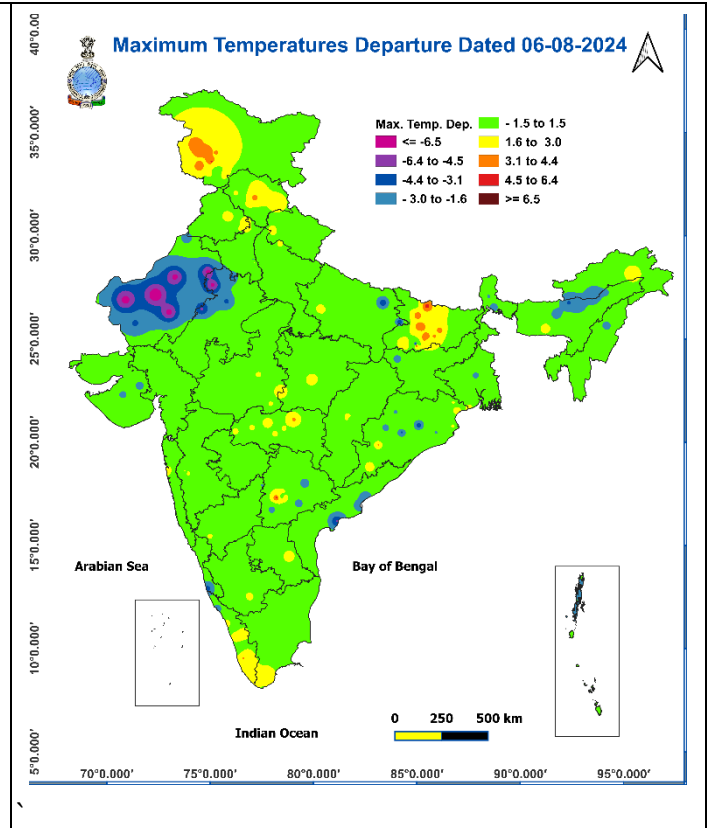 Maximum Temperatures Departure Dated 06-08-2024
Max. Temp. Dep.
<= -6.5
-6.4 to -4.5
-4.4 to -3.1
- 3.0 to -1.6
- 1.5 to 1.5
1.6 to 3.0
3.1 to 4.4
4.5 to 6.4
>= 6.5
40°0.00
35°0.000'
30°0.000'
25°0.000'
20°0.000'
15°0.000'
10°0.000'
5°0.000'
Arabian Sea
Bay of Bengal
Indian Ocean
0 250 500 km
70°0.000' 75°0.000' 80°0.000' 85°0.000' 90°0.000' 95°0.000'
`